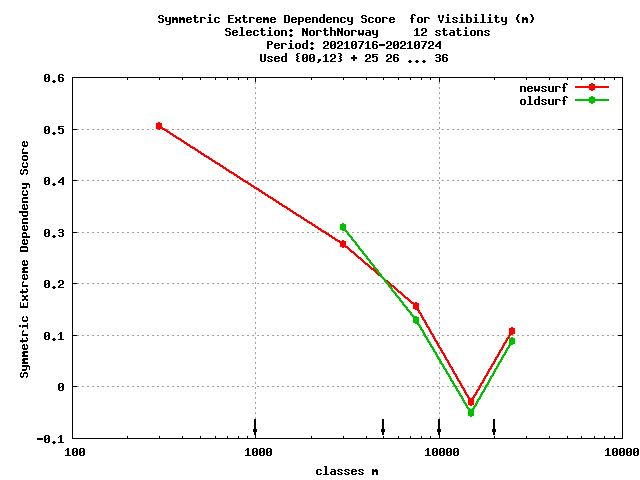 Symmetric Extreme Dependency Score  for Visibility (m)
Selection: NorthNorway     12 stations
Period: 20210716-20210724
Used {00,12} + 25 26 ... 36
newsurf
oldsurf
0.6
0.5
0.4
0.3
0.2
0.1
0
-0.1
Symmetric Extreme Dependency Score
100
1000
10000
10000
classes m